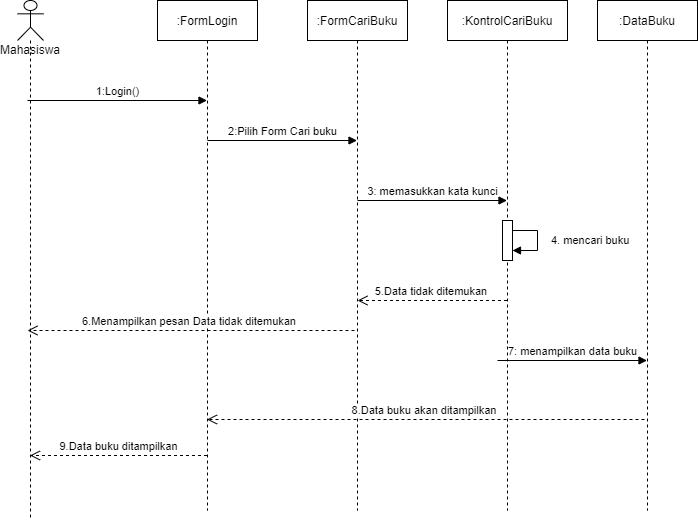 :FormLogin
:FormCariBuku
:KontrolCariBuku
:DataBuku
Mahasiswa
1:Login()
2:Pilih Form Cari buku
3: memasukkan kata kunci
4. mencari buku
5.Data tidak ditemukan
6.Menampilkan pesan Data tidak ditemukan
7: menampilkan data buku
8.Data buku akan ditampilkan
9.Data buku ditampilkan